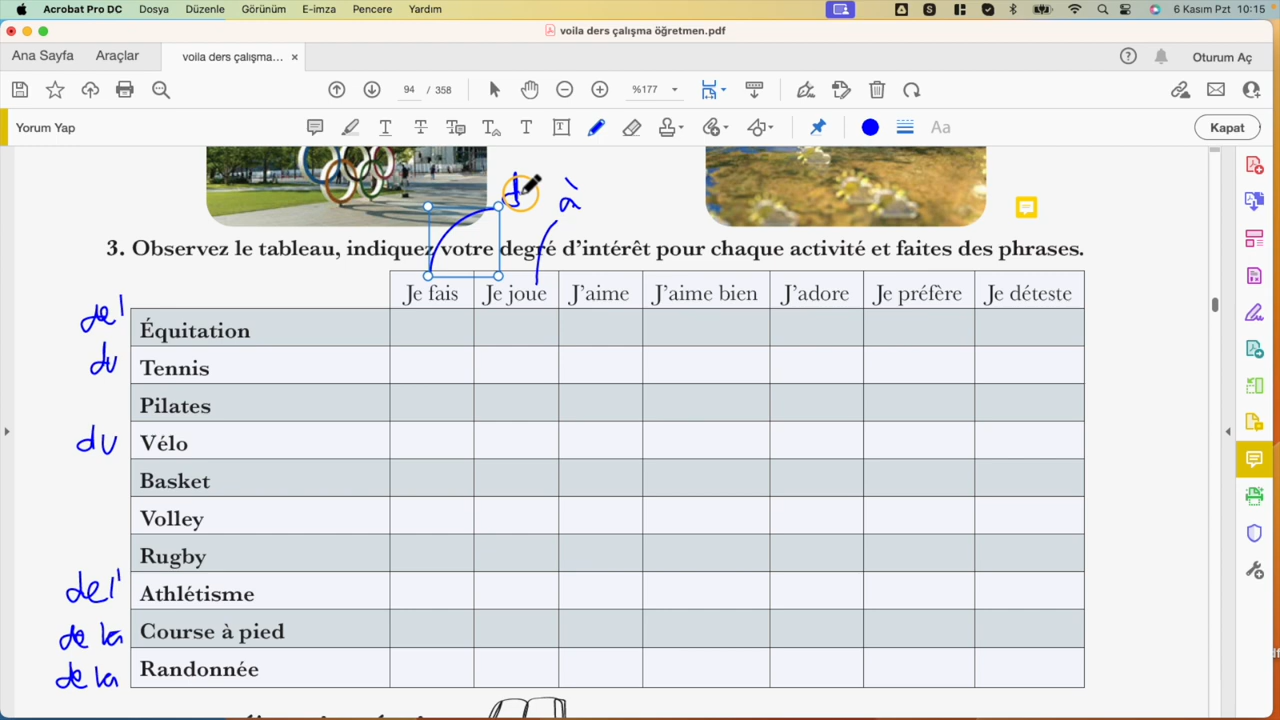 Acrobat Pro DC Dosya Düzenle Görünüm E-imza Pencere Yardım 6 Kasım Pzt 10:15
voila ders çalışma öğretmen.pdf
Ana Sayfa Araçlar voila ders çalışma... × Oturum Aç
94 / 358 %177
Yorum Yap Aa Kapat
à
3. Observez le tableau, indiquez votre degré d’intérêt pour chaque activité et faites des phrases.
Je fais Je joue J’aime J’aime bien J’adore Je préfère Je déteste
de l' Équitation
du Tennis
Pilates
du Vélo
Basket
Volley
Rugby
de l' Athlétisme
de la Course à pied
de la Randonnée